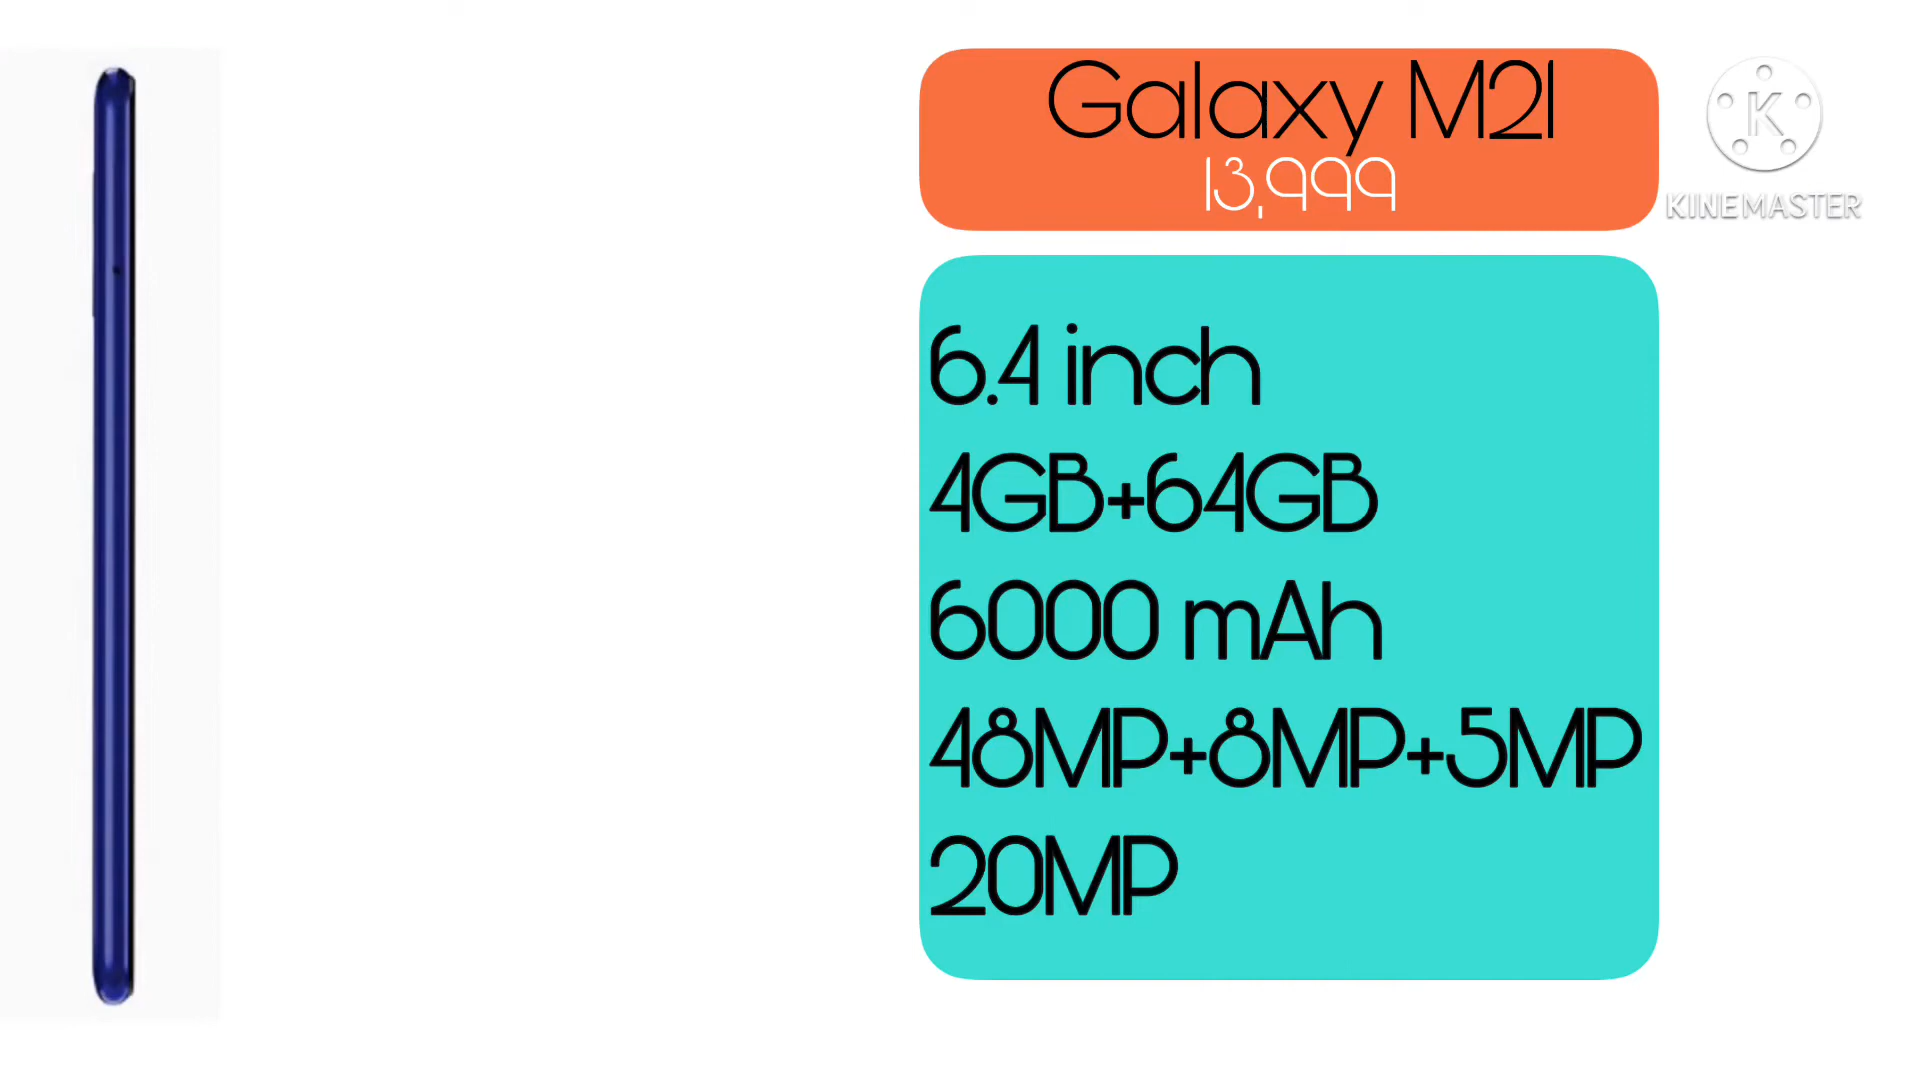 Galaxy M21
13,999
K
KINEMASTER
6.4 inch
4GB+64GB
6000 mAh
48MP+8MP+5MP
20MP